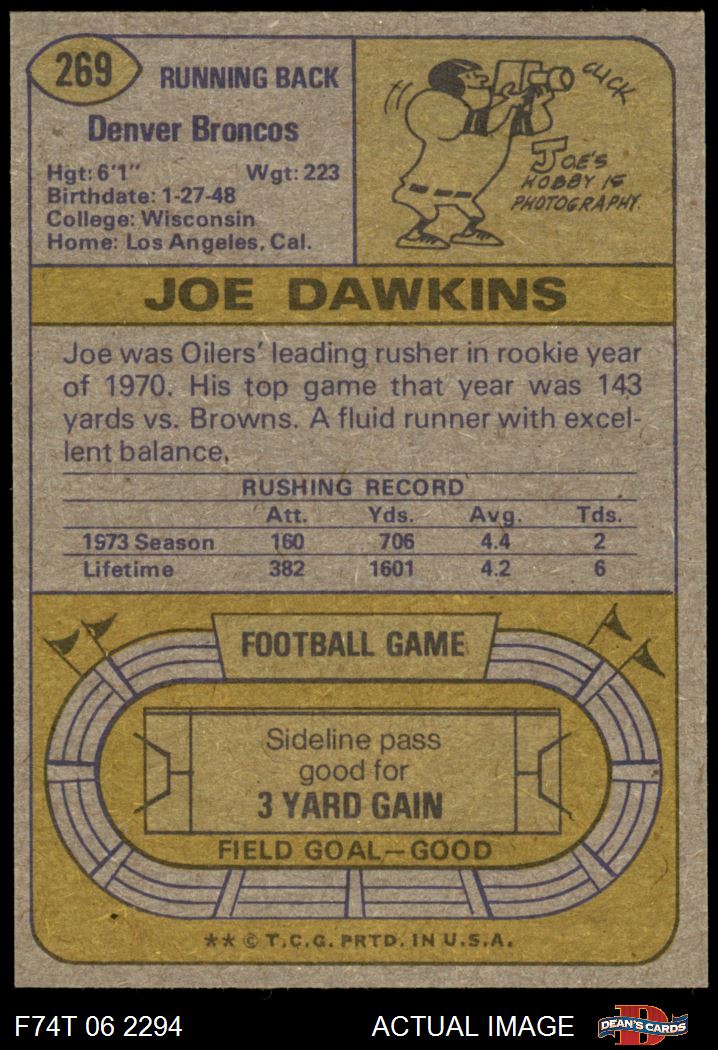 269
RUNNING BACK
Denver Broncos
Hgt: 6'1" Wgt: 223
Birthdate: 1-27-48
College: Wisconsin
Home: Los Angeles, Cal.
CLICK
JOE'S
HOBBY IS
PHOTOGRAPHY.
JOE DAWKINS
Joe was Oilers' leading rusher in rookie year
of 1970. His top game that year was 143
yards vs. Browns. A fluid runner with excel-
lent balance.
RUSHING RECORD
Att. Yds. Avg. Tds.
1973 Season 160 706 4.4 2
Lifetime 382 1601 4.2 6
FOOTBALL GAME
Sideline pass
good for
3 YARD GAIN
FIELD GOAL—GOOD
** © T.C.G. PRTD. IN U.S.A.
F74T 06 2294 ACTUAL IMAGE D DEAN'S CARDS